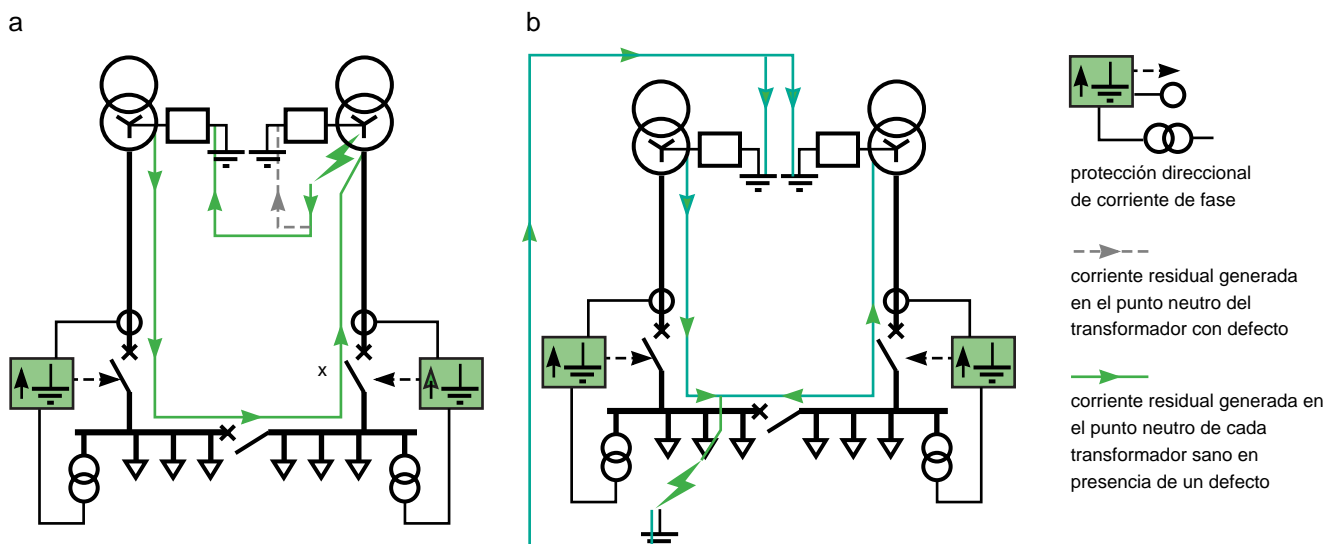 a
b
x
protección direccional
de corriente de fase
corriente residual generada
en el punto neutro del
transformador con defecto
corriente residual generada en
el punto neutro de cada
transformador sano en
presencia de un defecto